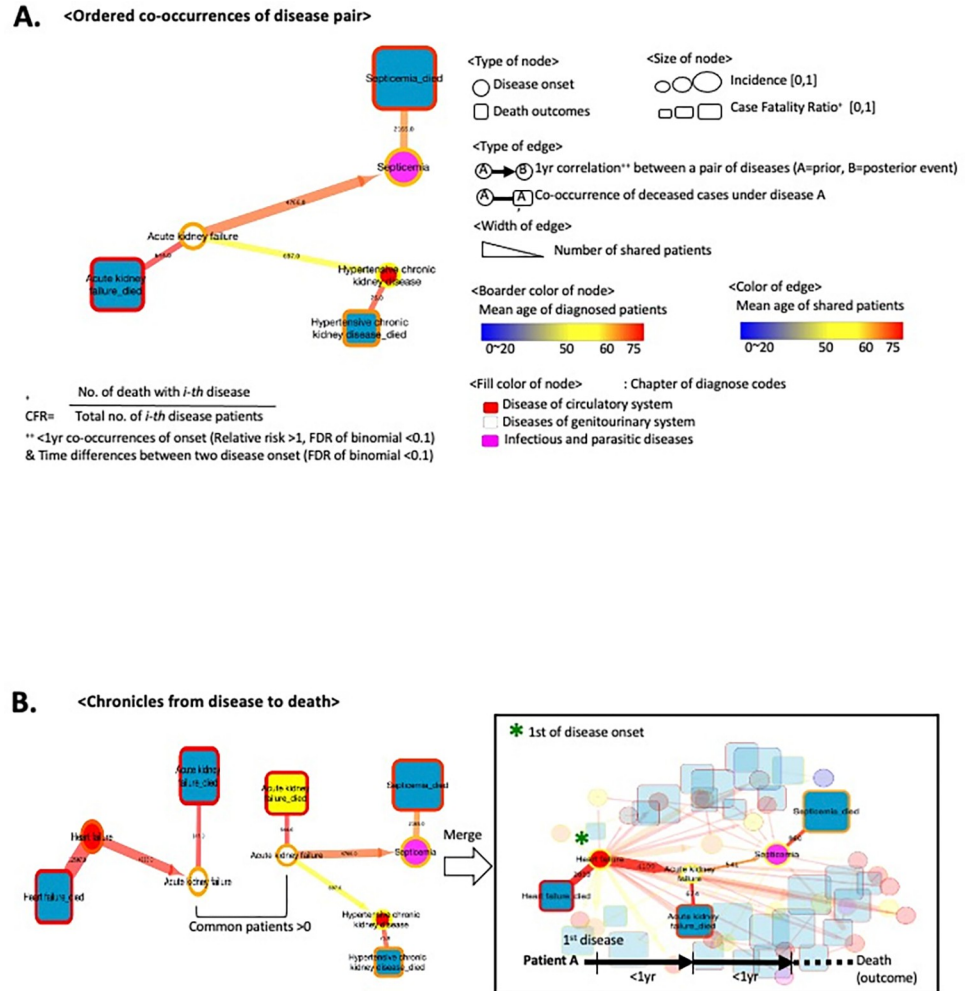 A. <Ordered co-occurrences of disease pair>
Septicemia_died
Septicemia
Acute kidney failure
Acute kidney
failure_died
697.0
Hypertensive chronic
kidney disease
Hypertensive chronic
kidney disease_died
<Type of node>
Disease onset
Death outcomes
<Size of node>
Incidence [0,1]
Case Fatality Ratio* [0,1]
<Type of edge>
A B 1yr correlation** between a pair of diseases (A=prior, B=posterior event)
A A Co-occurrence of deceased cases under disease A
<Width of edge>
Number of shared patients
<Boarder color of node>
Mean age of diagnosed patients
0~20 50 60 75
<Color of edge>
Mean age of shared patients
0~20 50 60 75
<Fill color of node> : Chapter of diagnose codes
Disease of circulatory system
Diseases of genitourinary system
Infectious and parasitic diseases
*
CFR=
No. of death with i-th disease
Total no. of i-th disease patients
** <1yr co-occurrences of onset (Relative risk >1, FDR of binomial <0.1)
& Time differences between two disease onset (FDR of binomial <0.1)
B. <Chronicles from disease to death>
Heart failure
Heart failure_died
Acute kidney
failure_died
Acute kidney failure
Acute kidney
failure_died
Acute kidney failure
Septicemia_died
Septicemia
Hypertensive chronic
kidney disease
Hypertensive chronic
kidney disease_died
Common patients >0
Merge
* 1st of disease onset
*
Heart failure
Heart failure_died
Acute kidney
failure
Acute kidney
failure_died
Septicemia
Septicemia_died
1st disease
Patient A
<1yr
<1yr
Death
(outcome)